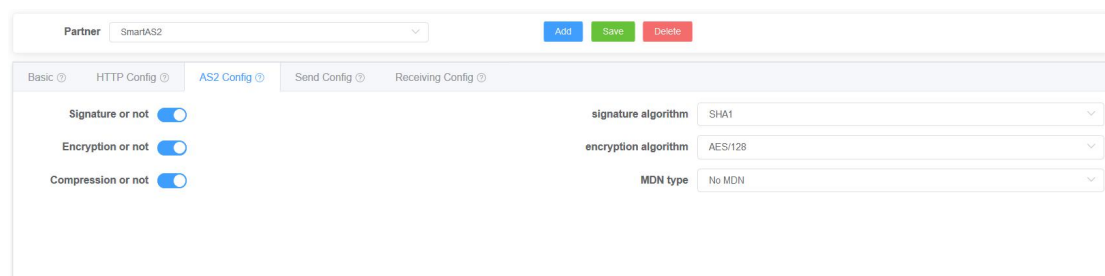 Partner SmartAS2 Add Save Delete
Basic HTTP Config AS2 Config Send Config Receiving Config
Signature or not signature algorithm SHA1
Encryption or not encryption algorithm AES/128
Compression or not MDN type No MDN